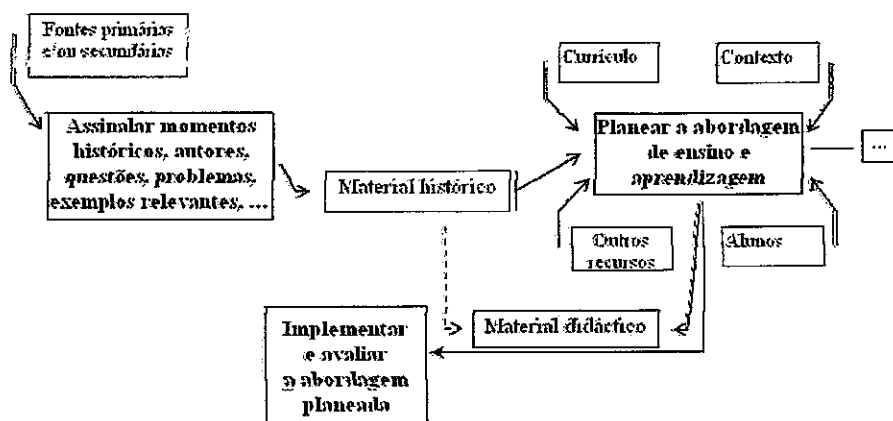 Fontes primárias
e/ou secundárias
Assinalar momentos
históricos, autores,
questões, problemas,
exemplos relevantes, ...
Material histórico
Currículo
Contexto
Planear a abordagem
de ensino e
aprendizagem
...
Outros
recursos
Alunos
Material didáctico
Implementar
e avaliar
a abordagem
planeada